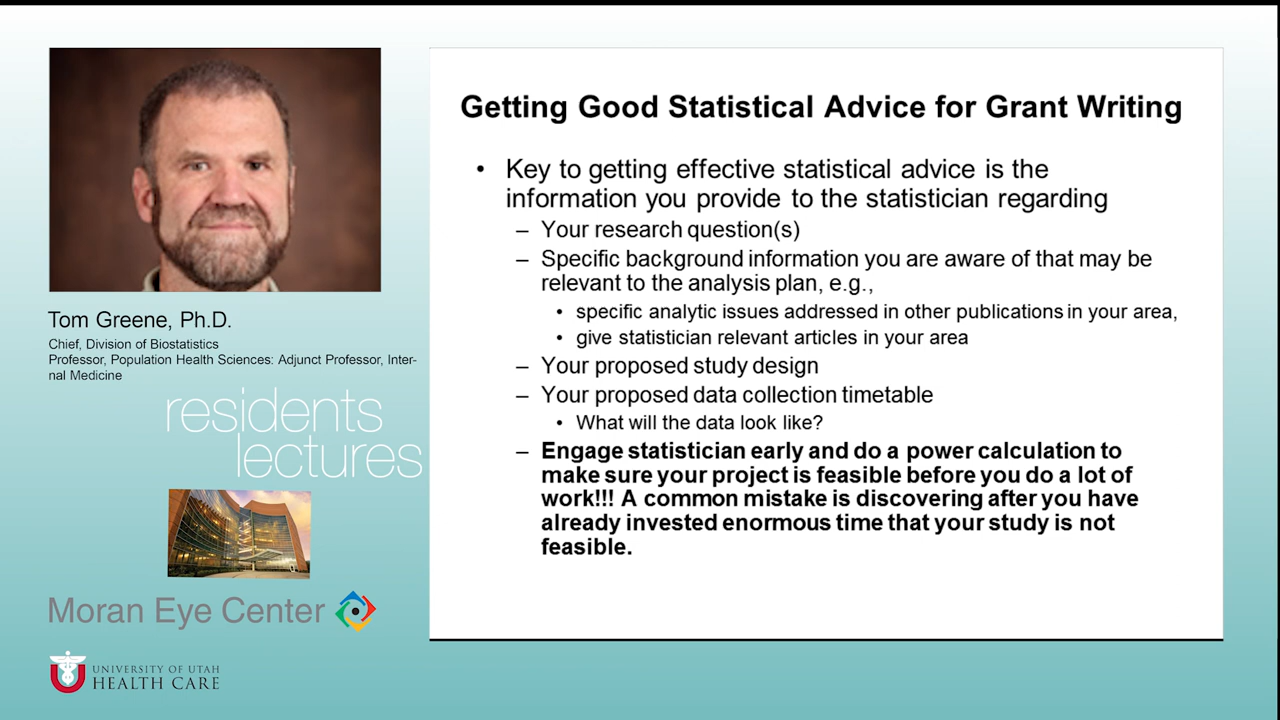 Tom Greene, Ph.D.
Chief, Division of Biostatistics
Professor, Population Health Sciences: Adjunct Professor, Inter-
nal Medicine
residents
lectures
Moran Eye Center
UNIVERSITY OF UTAH
HEALTH CARE
Getting Good Statistical Advice for Grant Writing
• Key to getting effective statistical advice is the
information you provide to the statistician regarding
– Your research question(s)
– Specific background information you are aware of that may be
relevant to the analysis plan, e.g.,
• specific analytic issues addressed in other publications in your area,
• give statistician relevant articles in your area
– Your proposed study design
– Your proposed data collection timetable
• What will the data look like?
– Engage statistician early and do a power calculation to
make sure your project is feasible before you do a lot of
work!!! A common mistake is discovering after you have
already invested enormous time that your study is not
feasible.